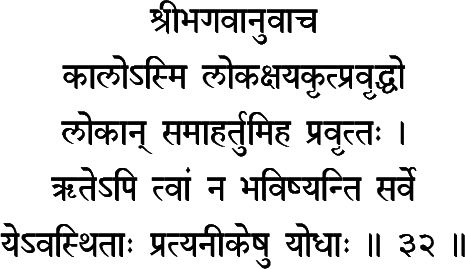 श्रीभगवानुवाच
कालोऽस्मि लोकक्षयकृत्प्रवृद्धो
लोकान् समाहर्तुमिह प्रवृत्तः ।
ऋतेऽपि त्वां न भविष्यन्ति सर्वे
येऽवस्थिताः प्रत्यनीकेषु योधाः ॥ ३२ ॥